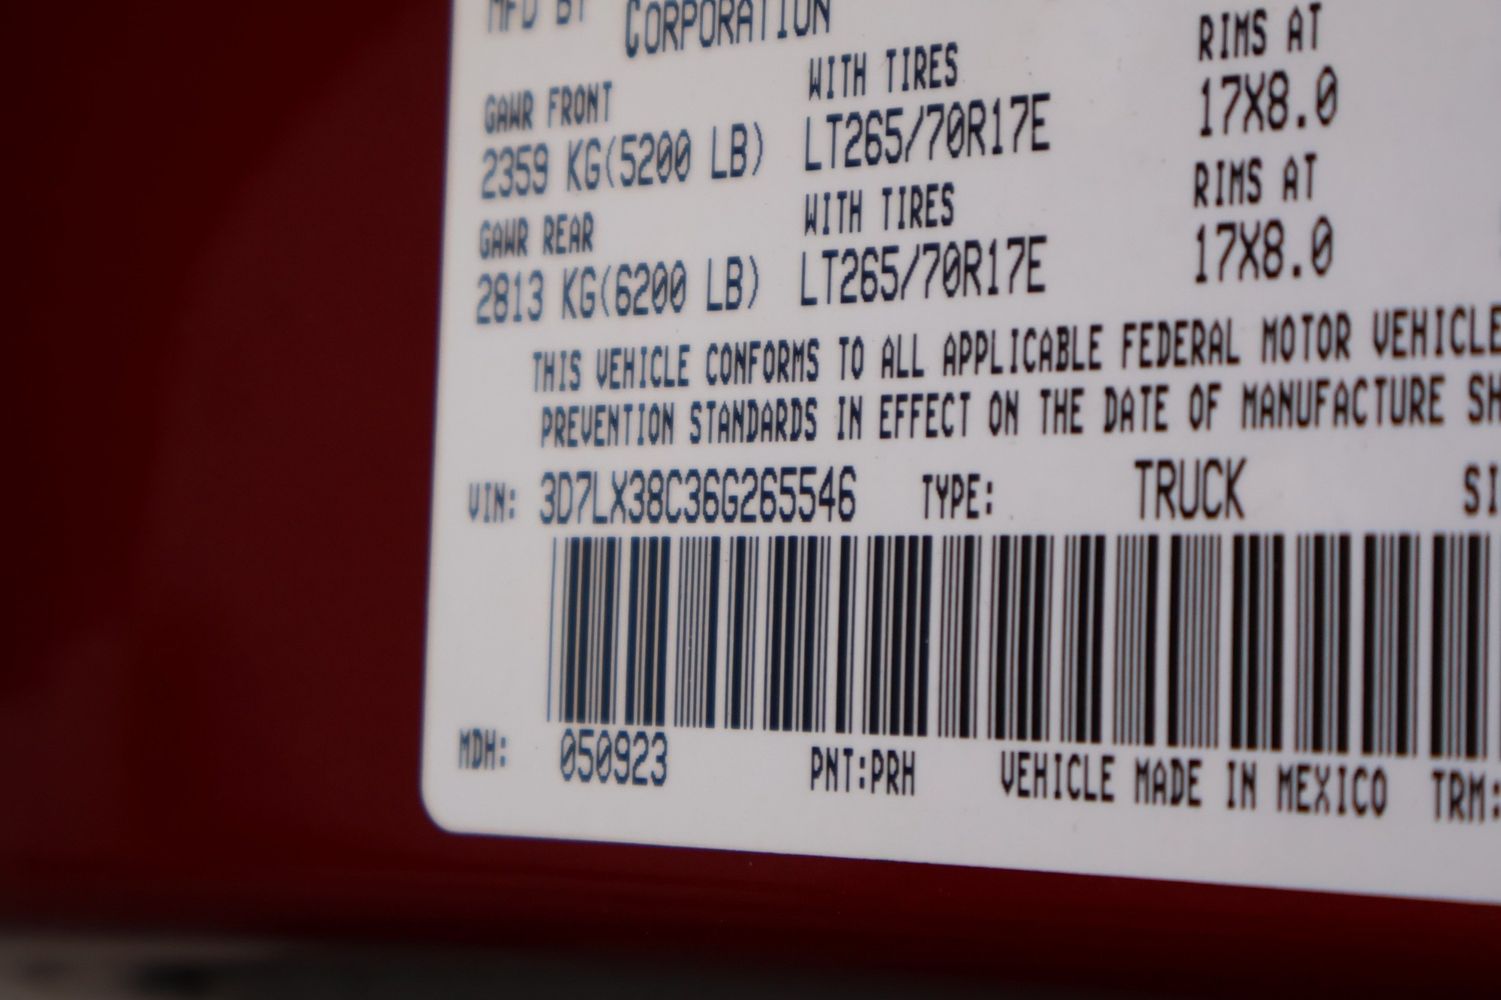 MFD BY CORPORATION
GAWR FRONT WITH TIRES RIMS AT
2359 KG(5200 LB) LT265/70R17E 17X8.0
GAWR REAR WITH TIRES RIMS AT
2813 KG(6200 LB) LT265/70R17E 17X8.0
THIS VEHICLE CONFORMS TO ALL APPLICABLE FEDERAL MOTOR VEHICLE
PREVENTION STANDARDS IN EFFECT ON THE DATE OF MANUFACTURE SH
VIN: 3D7LX38C36G265546 TYPE: TRUCK SI
MDH: 050923 PNT:PRH VEHICLE MADE IN MEXICO TRM: